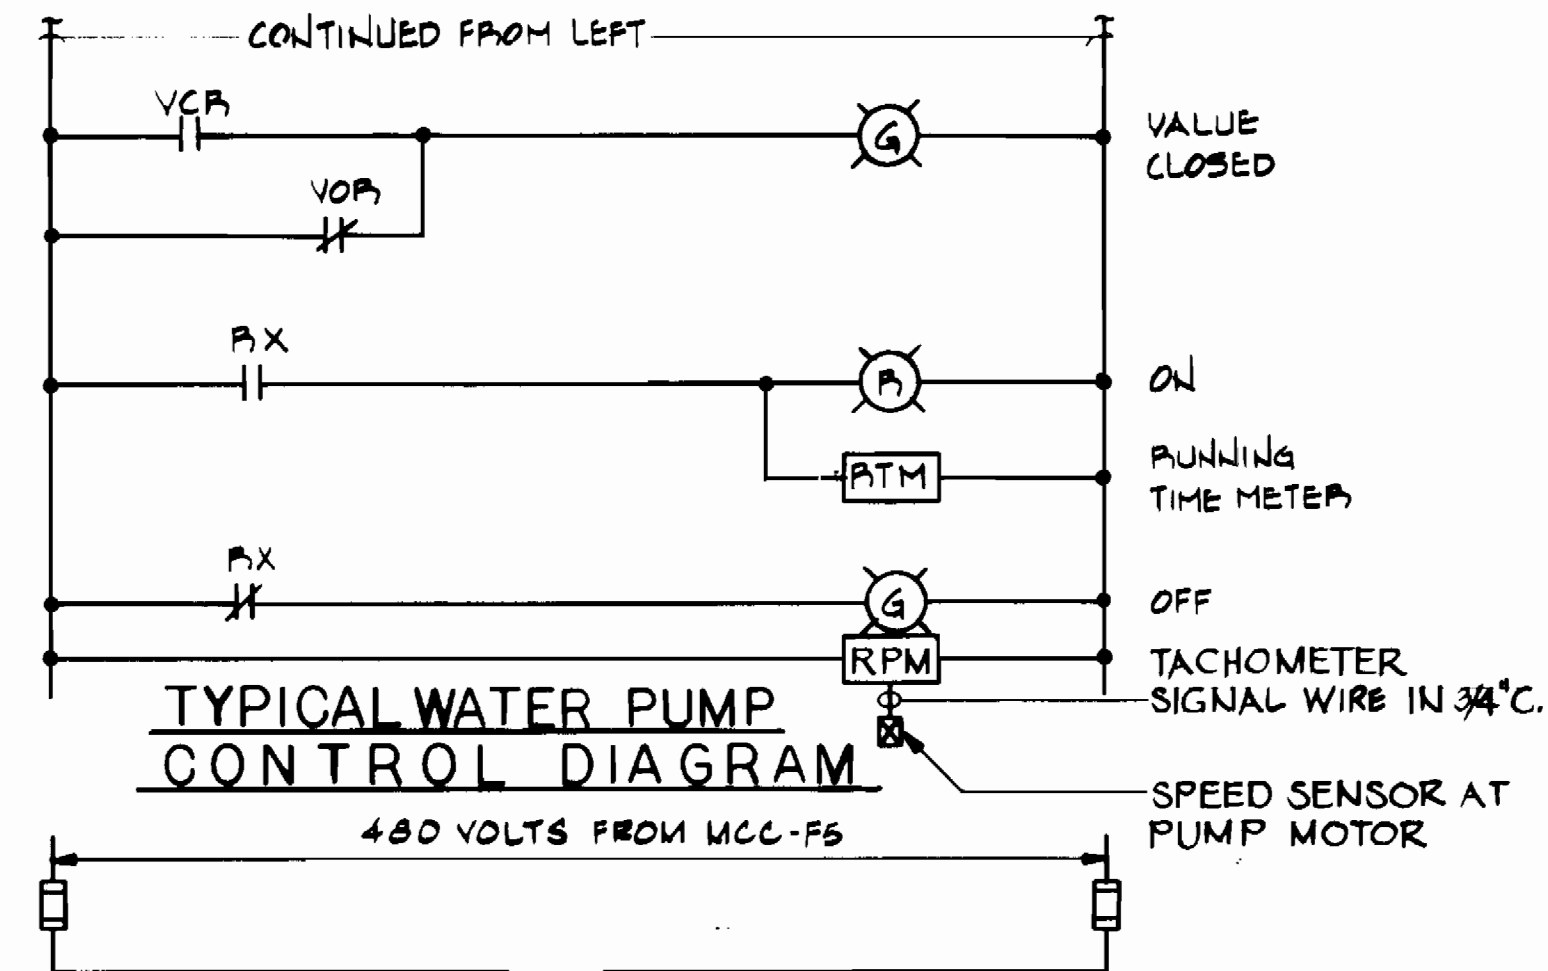 CONTINUED FROM LEFT
VCR
G
VALUE
CLOSED
VOR
RX
R
ON
RTM
RUNNING
TIME METER
RX
G
OFF
RPM
TACHOMETER
SIGNAL WIRE IN 3/4"C.
TYPICAL WATER PUMP
CONTROL DIAGRAM
SPEED SENSOR AT
PUMP MOTOR
480 VOLTS FROM MCC-F5